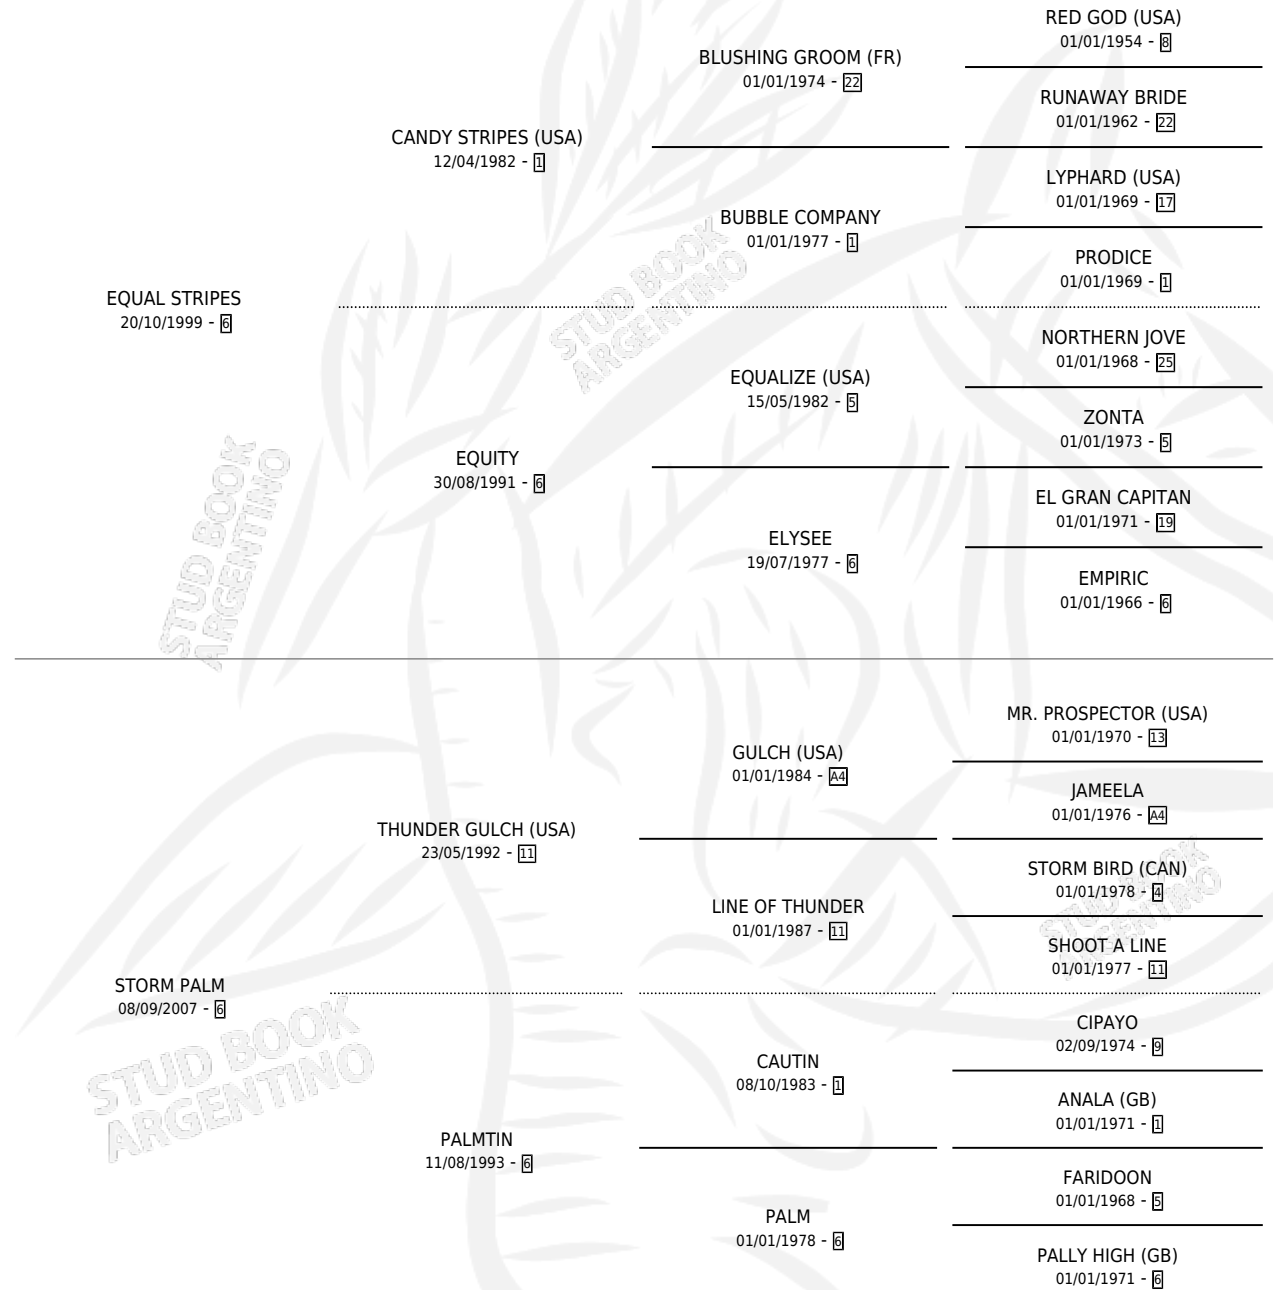 RED GOD (USA)
01/01/1954 - 8
BLUSHING GROOM (FR)
01/01/1974 - 22
RUNAWAY BRIDE
01/01/1962 - 22
CANDY STRIPES (USA)
12/04/1982 - 1
LYPHARD (USA)
01/01/1969 - 17
BUBBLE COMPANY
01/01/1977 - 1
PRODICE
01/01/1969 - 1
EQUAL STRIPES
20/10/1999 - 6
STUD BOOK
ARGENTINO
NORTHERN JOVE
01/01/1968 - 25
EQUALIZE (USA)
15/05/1982 - 5
ZONTA
01/01/1973 - 5
EQUITY
30/08/1991 - 6
EL GRAN CAPITAN
01/01/1971 - 19
ELYSEE
19/07/1977 - 6
EMPIRIC
01/01/1966 - 6
STUD BOOK
ARGENTINO
MR. PROSPECTOR (USA)
01/01/1970 - 13
GULCH (USA)
01/01/1984 - A4
JAMEELA
01/01/1976 - A4
THUNDER GULCH (USA)
23/05/1992 - 11
STORM BIRD (CAN)
01/01/1978 - 4
STUD BOOK
ARGENTINO
LINE OF THUNDER
01/01/1987 - 11
SHOOT A LINE
01/01/1977 - 11
STORM PALM
08/09/2007 - 6
STUD BOOK
ARGENTINO
CIPAYO
02/09/1974 - 9
CAUTIN
08/10/1983 - 1
ANALA (GB)
01/01/1971 - 1
PALMTIN
11/08/1993 - 6
FARIDOON
01/01/1968 - 5
PALM
01/01/1978 - 6
PALLY HIGH (GB)
01/01/1971 - 6